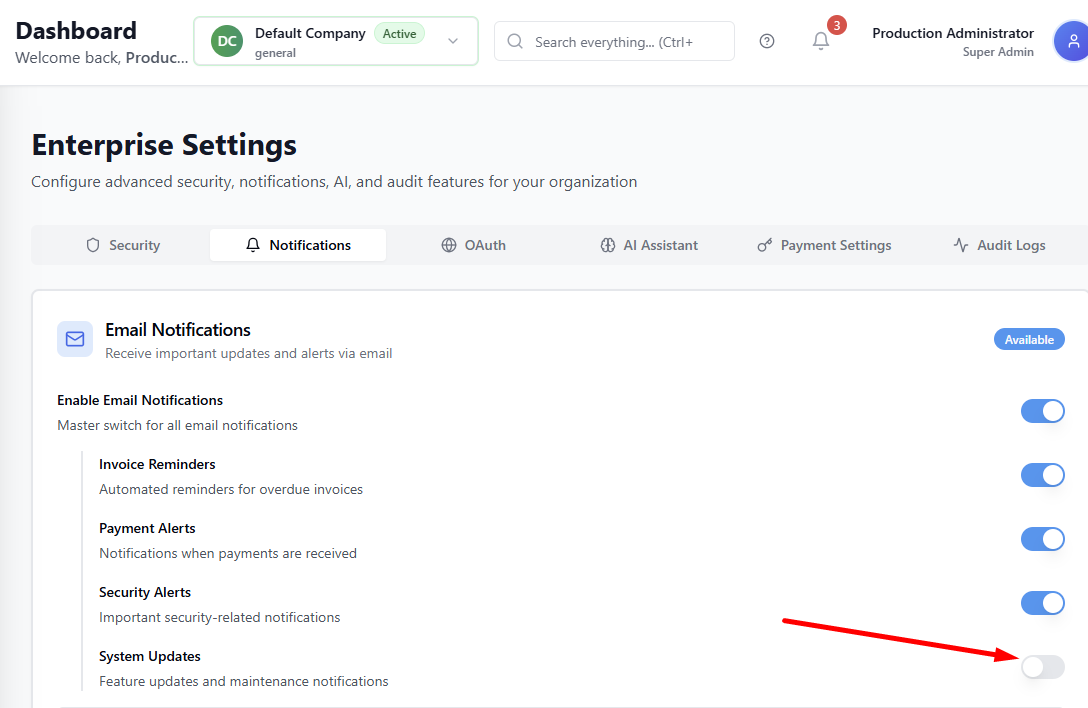 Dashboard
Welcome back, Produc...
DC
Default Company
Active
general
Search everything... (Ctrl+
3
Production Administrator
Super Admin
Enterprise Settings
Configure advanced security, notifications, AI, and audit features for your organization
Security
Notifications
OAuth
AI Assistant
Payment Settings
Audit Logs
Email Notifications
Receive important updates and alerts via email
Available
Enable Email Notifications
Master switch for all email notifications
Invoice Reminders
Automated reminders for overdue invoices
Payment Alerts
Notifications when payments are received
Security Alerts
Important security-related notifications
System Updates
Feature updates and maintenance notifications